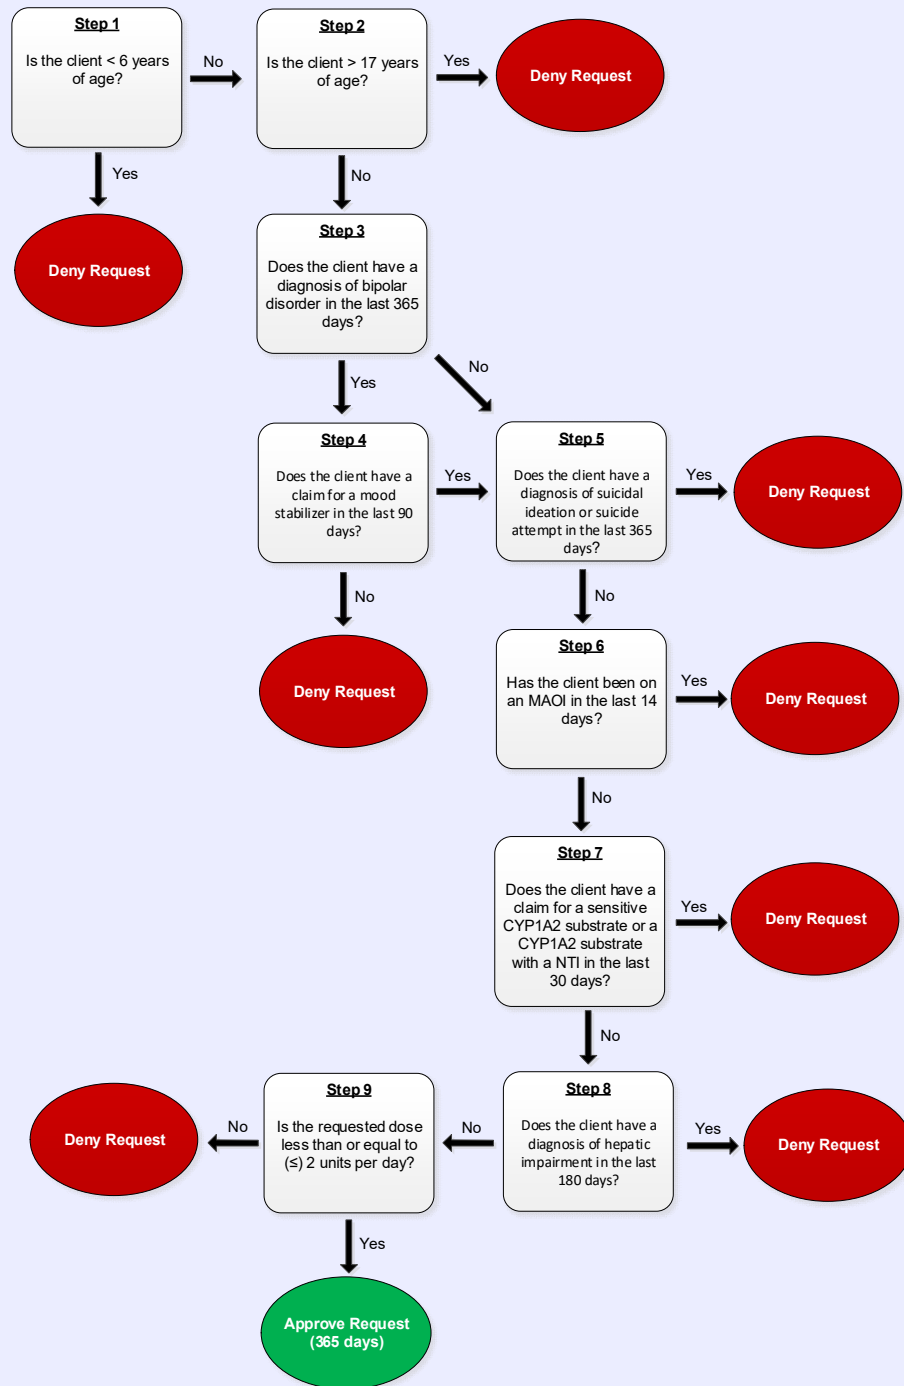 Step 1
Is the client < 6 years
of age?
No
Step 2
Is the client > 17 years
of age?
Yes
Deny Request
Yes
Deny Request
No
Step 3
Does the client have a
diagnosis of bipolar
disorder in the last 365
days?
No
Yes
Step 4
Does the client have a
claim for a mood
stabilizer in the last 90
days?
Yes
Step 5
Does the client have a
diagnosis of suicidal
ideation or suicide
attempt in the last 365
days?
Yes
Deny Request
No
Deny Request
No
Step 6
Has the client been on
an MAOI in the last 14
days?
Yes
Deny Request
No
Step 7
Does the client have a
claim for a sensitive
CYP1A2 substrate or a
CYP1A2 substrate
with a NTI in the last
30 days?
Yes
Deny Request
No
Step 8
Does the client have a
diagnosis of hepatic
impairment in the last
180 days?
Yes
Deny Request
No
Step 9
Is the requested dose
less than or equal to
(≤) 2 units per day?
No
Deny Request
Yes
Approve Request
(365 days)